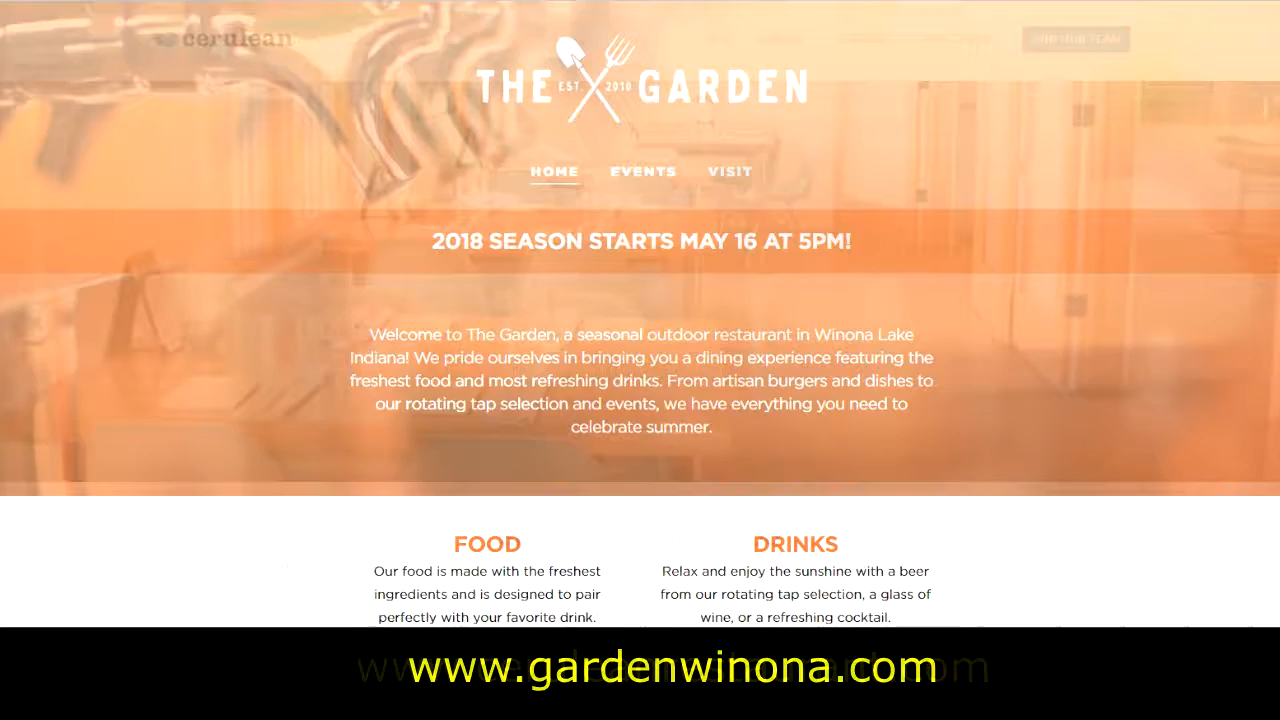 cerulean
JOIN OUR TEAM
THE EST. 2010 GARDEN
HOME EVENTS VISIT
2018 SEASON STARTS MAY 16 AT 5PM!
Welcome to The Garden, a seasonal outdoor restaurant in Winona Lake
Indiana! We pride ourselves in bringing you a dining experience featuring the
freshest food and most refreshing drinks. From artisan burgers and dishes to
our rotating tap selection and events, we have everything you need to
celebrate summer.
FOOD
Our food is made with the freshest
ingredients and is designed to pair
perfectly with your favorite drink.
DRINKS
Relax and enjoy the sunshine with a beer
from our rotating tap selection, a glass of
wine, or a refreshing cocktail.
www.gardenwinona.com